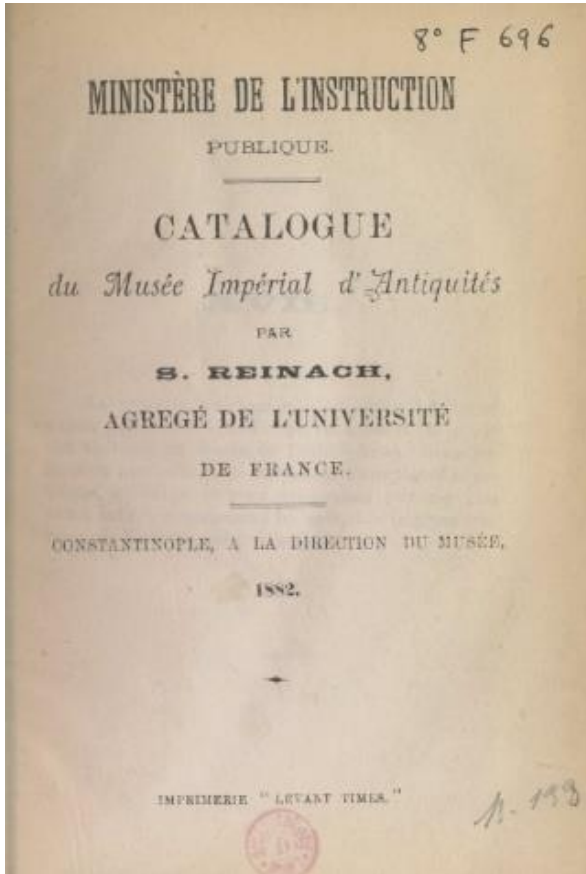 8° F 696
MINISTÈRE DE L'INSTRUCTION
PUBLIQUE.
CATALOGUE
du Musée Impérial d'Antiquités
PAR
S. REINACH,
AGREGÉ DE L'UNIVERSITÉ
DE FRANCE.
CONSTANTINOPLE, A LA DIRECTION DU MUSÉE,
1882.
IMPRIMERIE "LEVANT TIMES."